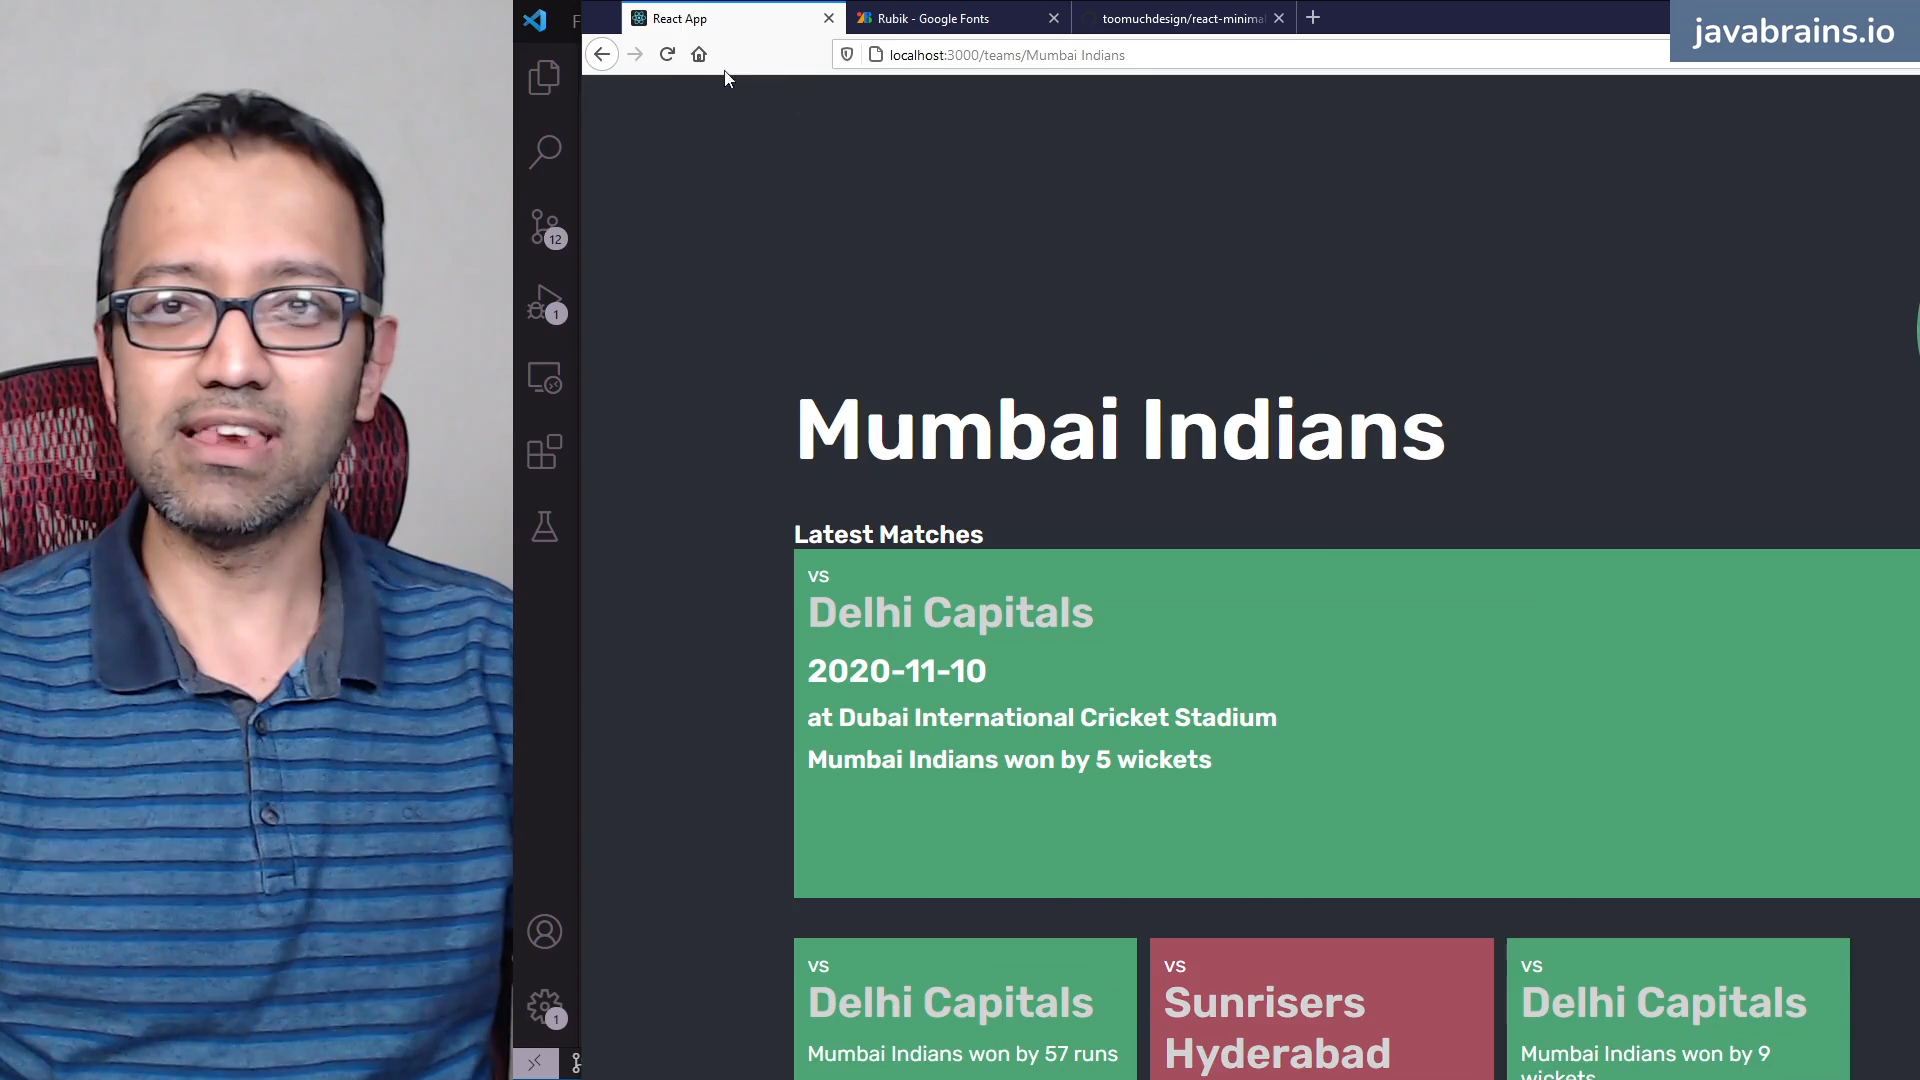 F
React App
Rubik - Google Fonts
toomuchdesign/react-minima
javabrains.io
localhost:3000/teams/Mumbai Indians
12
1
1
Mumbai Indians
Latest Matches
vs
Delhi Capitals
2020-11-10
at Dubai International Cricket Stadium
Mumbai Indians won by 5 wickets
vs
Delhi Capitals
Mumbai Indians won by 57 runs
vs
Sunrisers
Hyderabad
vs
Delhi Capitals
Mumbai Indians won by 9
wickets